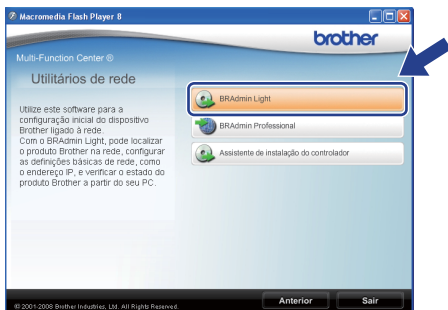 Macromedia Flash Player 8
brother
Multi-Function Center ®
Utilitários de rede
Utilize este software para a
configuração inicial do dispositivo
Brother ligado à rede.
Com o BRAdmin Light, pode localizar
o produto Brother na rede, configurar
as definições básicas de rede, como
o endereço IP, e verificar o estado do
produto Brother a partir do seu PC.
BRAdmin Light
BRAdmin Professional
Assistente de instalação do controlador
© 2001-2008 Brother Industries, Ltd. All Rights Reserved.
Anterior
Sair